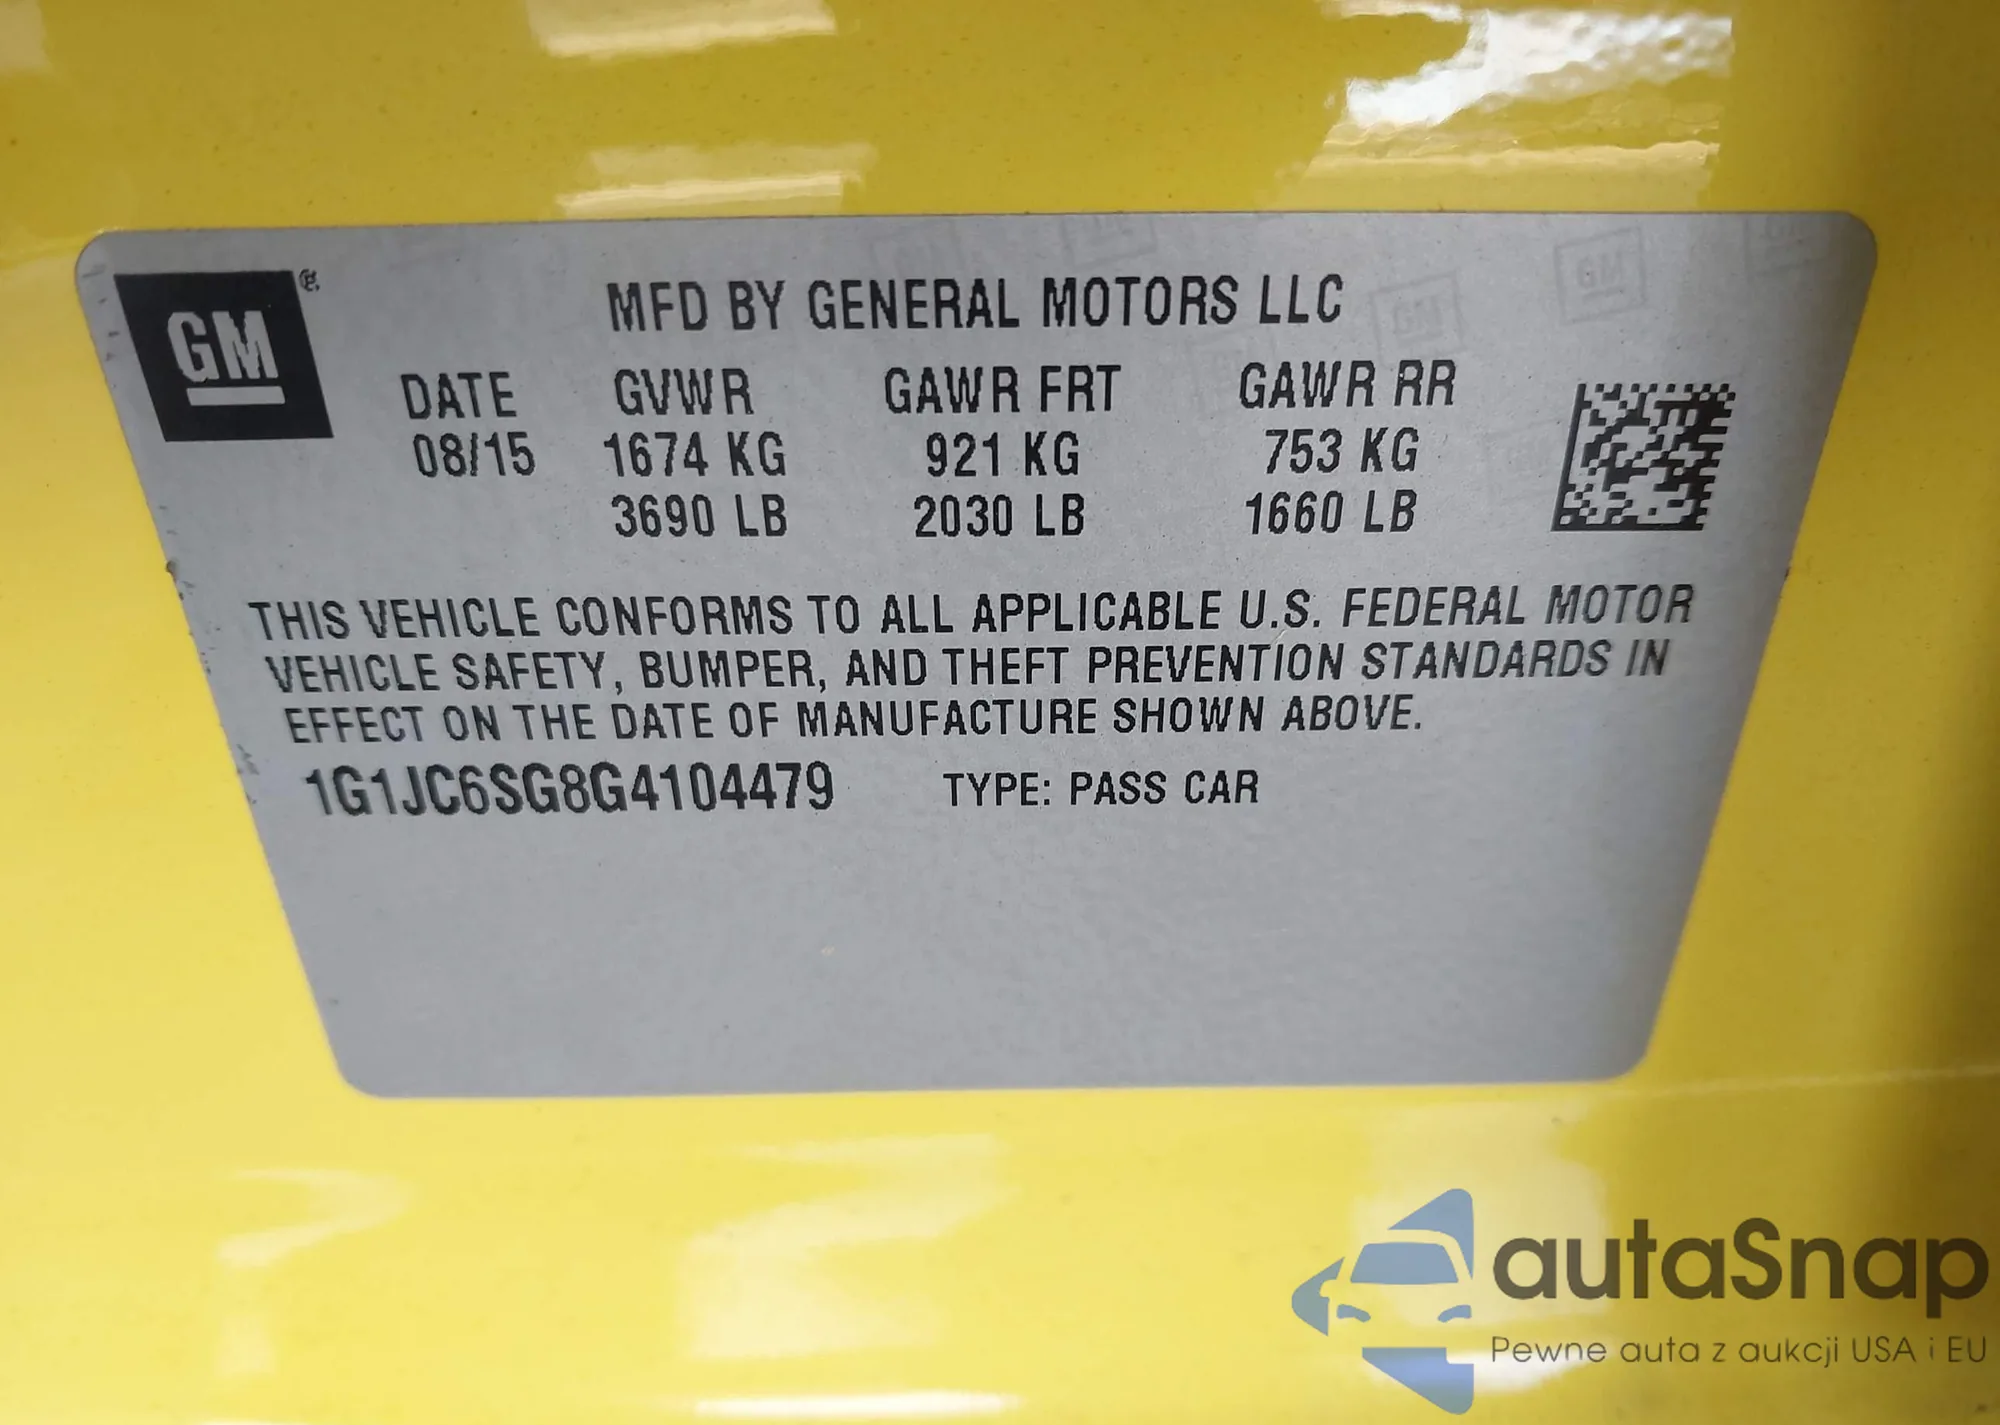 GM
MFD BY GENERAL MOTORS LLC
DATE GVWR GAWR FRT GAWR RR
08/15 1674 KG 921 KG 753 KG
3690 LB 2030 LB 1660 LB
THIS VEHICLE CONFORMS TO ALL APPLICABLE U.S. FEDERAL MOTOR
VEHICLE SAFETY, BUMPER, AND THEFT PREVENTION STANDARDS IN
EFFECT ON THE DATE OF MANUFACTURE SHOWN ABOVE.
1G1JC6SG8G4104479 TYPE: PASS CAR
autaSnap
Pewne auta z aukcji USA i EU